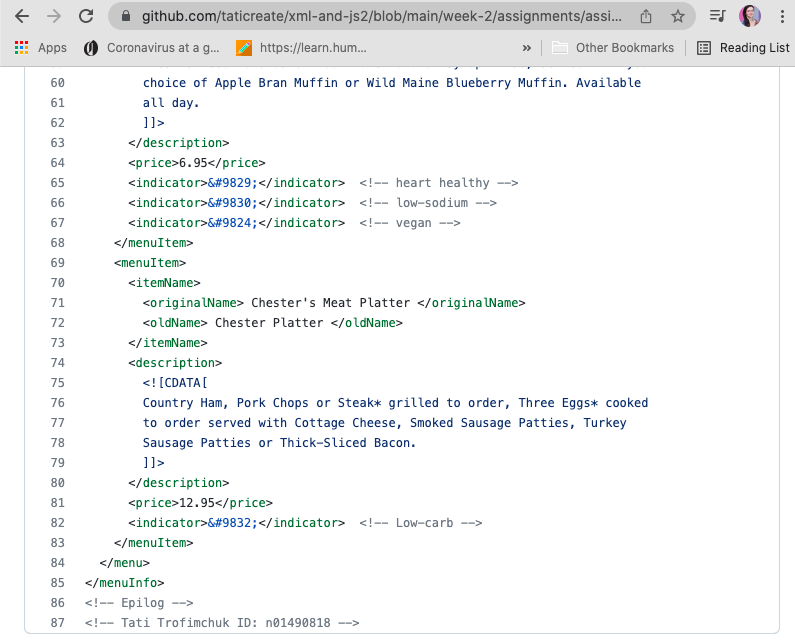 github.com/taticreate/xml-and-js2/blob/main/week-2/assignments/assi...
Apps Coronavirus at a g... https://learn.hum... » Other Bookmarks Reading List
60 choice of Apple Bran Muffin or Wild Maine Blueberry Muffin. Available
61 all day.
62 ]]>
63 </description>
64 <price>6.95</price>
65 <indicator>&#9829;</indicator> <!-- heart healthy -->
66 <indicator>&#9830;</indicator> <!-- low-sodium -->
67 <indicator>&#9824;</indicator> <!-- vegan -->
68 </menuItem>
69 <menuItem>
70 <itemName>
71 <originalName> Chester's Meat Platter </originalName>
72 <oldName> Chester Platter </oldName>
73 </itemName>
74 <description>
75 <![CDATA[
76 Country Ham, Pork Chops or Steak* grilled to order, Three Eggs* cooked
77 to order served with Cottage Cheese, Smoked Sausage Patties, Turkey
78 Sausage Patties or Thick-Sliced Bacon.
79 ]]>
80 </description>
81 <price>12.95</price>
82 <indicator>&#9832;</indicator> <!-- Low-carb -->
83 </menuItem>
84 </menu>
85 </menuInfo>
86 <!-- Epilog -->
87 <!-- Tati Trofimchuk ID: n01490818 -->